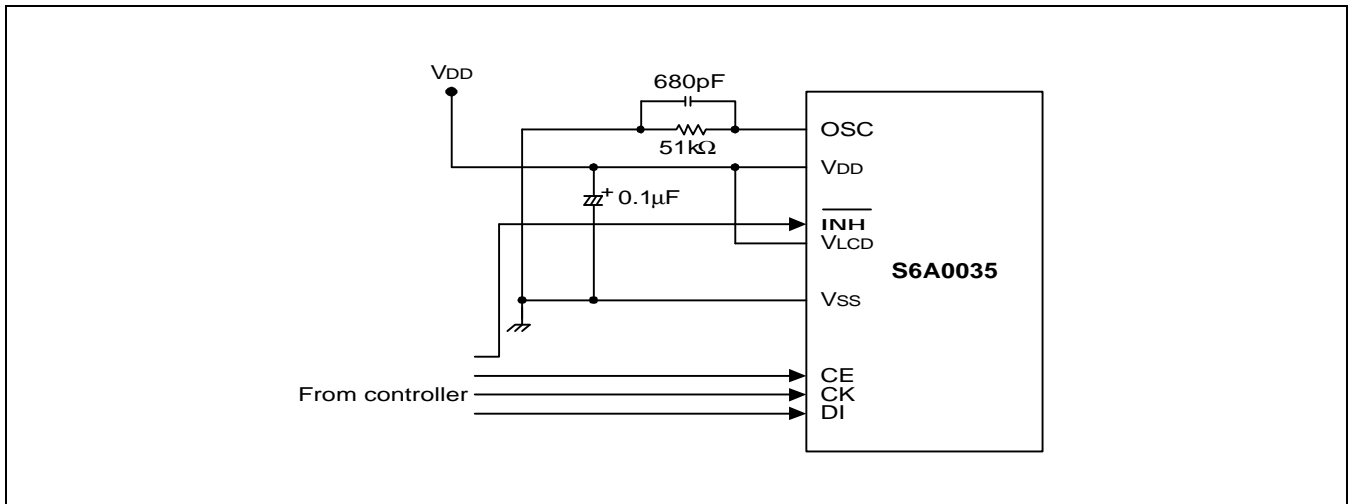 VDD
680pF
51kΩ
0.1μF
+
OSC
VDD
INH
VLCD
S6A0035
VSS
From controller
CE
CK
DI